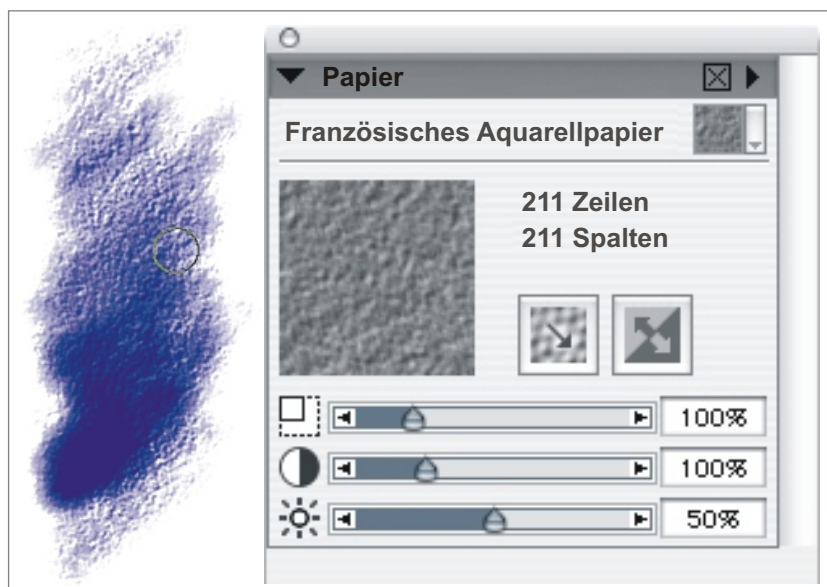 Papier
Französisches Aquarellpapier
211 Zeilen
211 Spalten
100%
100%
50%